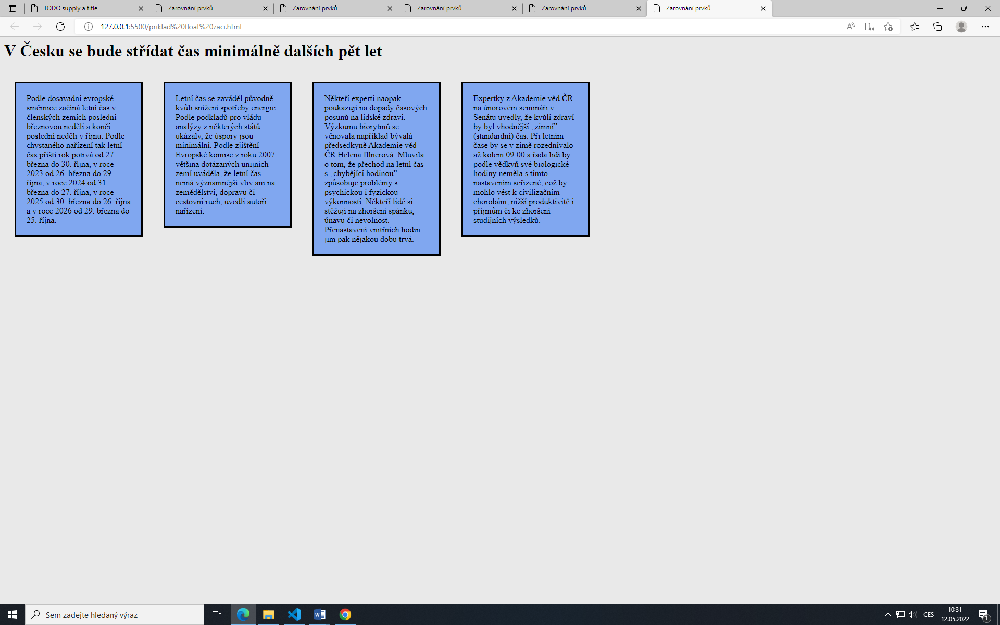 TODO supply a title
Zarovnání prvků
Zarovnání prvků
Zarovnání prvků
Zarovnání prvků
Zarovnání prvků
127.0.0.1:5500/priklad%20float%20zaci.html
V Česku se bude střídat čas minimálně dalších pět let
Podle dosavadní evropské
směrnice začíná letní čas v
členských zemích poslední
březnovou neděli a končí
poslední neděli v říjnu. Podle
chystaného nařízení tak letní
čas příští rok potrvá od 27.
března do 30. října, v roce
2023 od 26. března do 29.
října, v roce 2024 od 31.
března do 27. října, v roce
2025 od 30. března do 26. října
a v roce 2026 od 29. března do
25. října.
Letní čas se zaváděl původně
kvůli snížení spotřeby energie.
Podle podkladů pro vládu
analýzy z některých států
ukázaly, že úspory jsou
minimální. Podle zjištění
Evropské komise z roku 2007
většina dotázaných unijních
zemí uváděla, že letní čas
nemá významnější vliv ani na
zemědělství, dopravu či
cestovní ruch, uvedli autoři
nařízení.
Někteří experti naopak
poukazují na dopady časových
posunů na lidské zdraví.
Výzkumu biorytmů se
věnovala například bývalá
předsedkyně Akademie věd
ČR Helena Illnerová. Mluvila
o tom, že přechod na letní čas
s „chybějící hodinou”
způsobuje problémy s
psychickou i fyzickou
výkonností. Někteří lidé si
stěžují na zhoršení spánku,
únavu či nevolnost.
Přenastavení vnitřních hodin
jim pak nějakou dobu trvá.
Expertky z Akademie věd ČR
na únorovém semináři v
Senátu uvedly, že kvůli zdraví
by byl vhodnější „zimní”
(standardní) čas. Při letním
čase by se v zimě rozednívalo
až kolem 09:00 a řada lidí by
podle vědkyň své biologické
hodiny neměla s tímto
nastavením seřízené, což by
mohlo vést k civilizačním
chorobám, nižší produktivitě i
příjmům či ke zhoršení
studijních výsledků.
Sem zadejte hledaný výraz
CES
10:31
12.05.2022
1